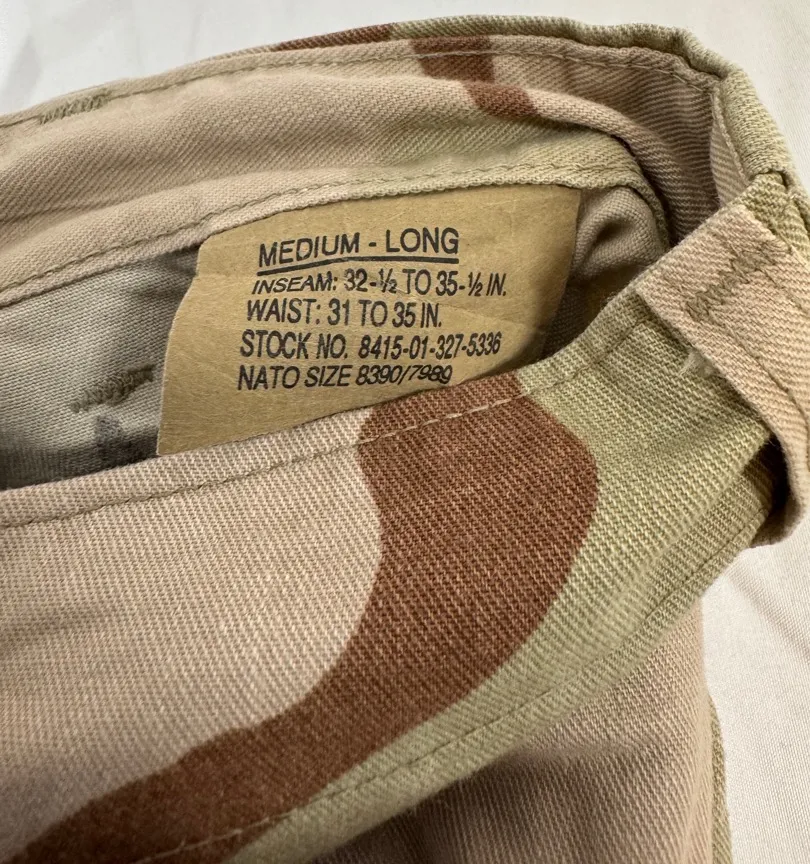 MEDIUM - LONG
INSEAM: 32-½ TO 35-½ IN.
WAIST: 31 TO 35 IN.
STOCK NO. 8415-01-327-5336
NATO SIZE 8390/7989